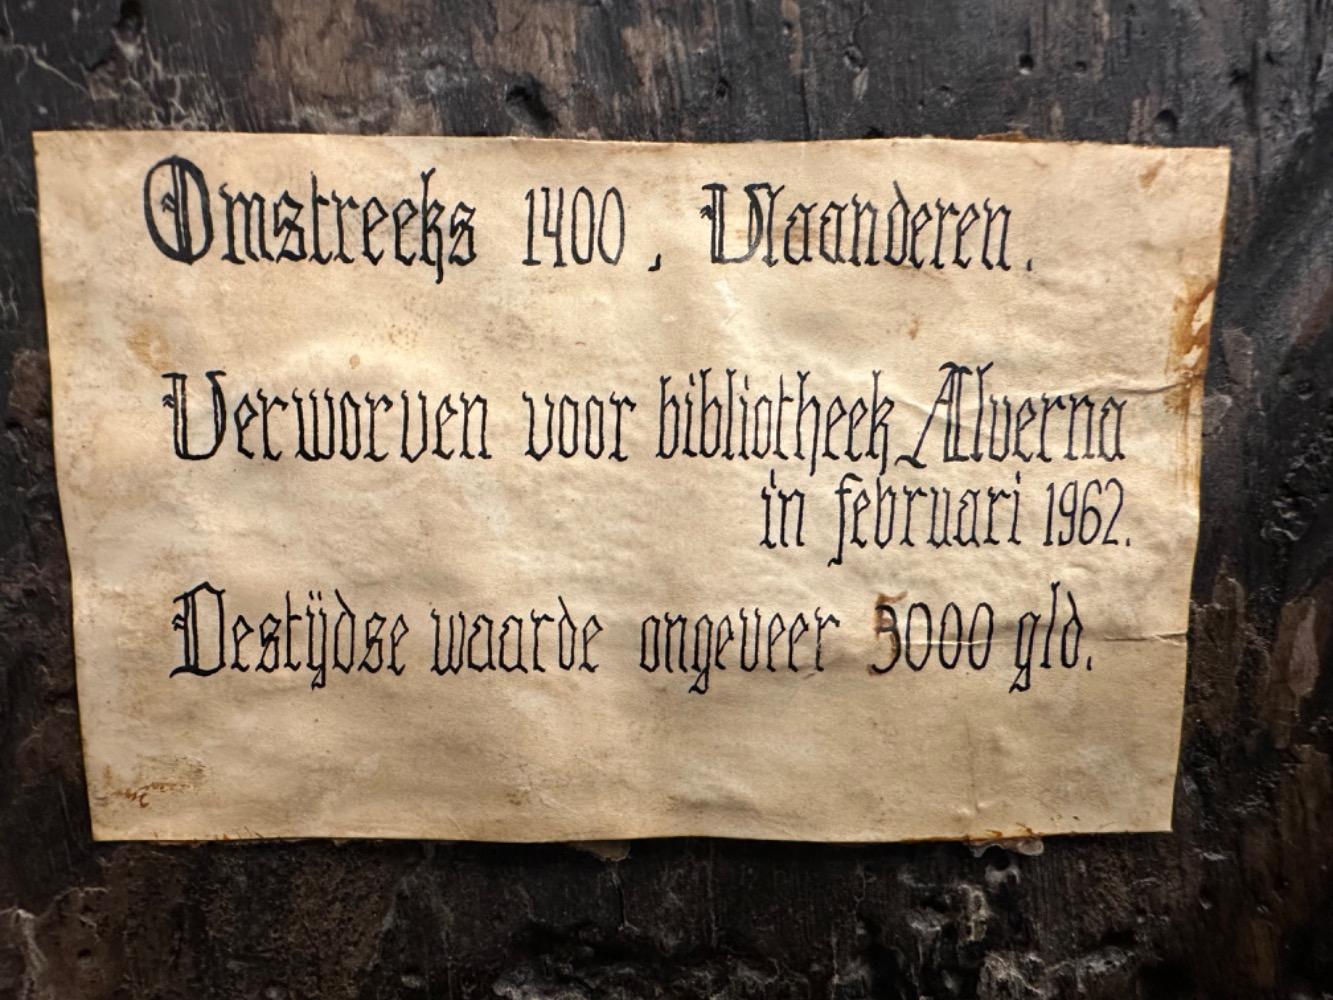 Omstreeks 1400, Vlaanderen.
Verworven voor bibliotheek Alverna
in februari 1962.
Destijdse waarde ongeveer 3000 gld.